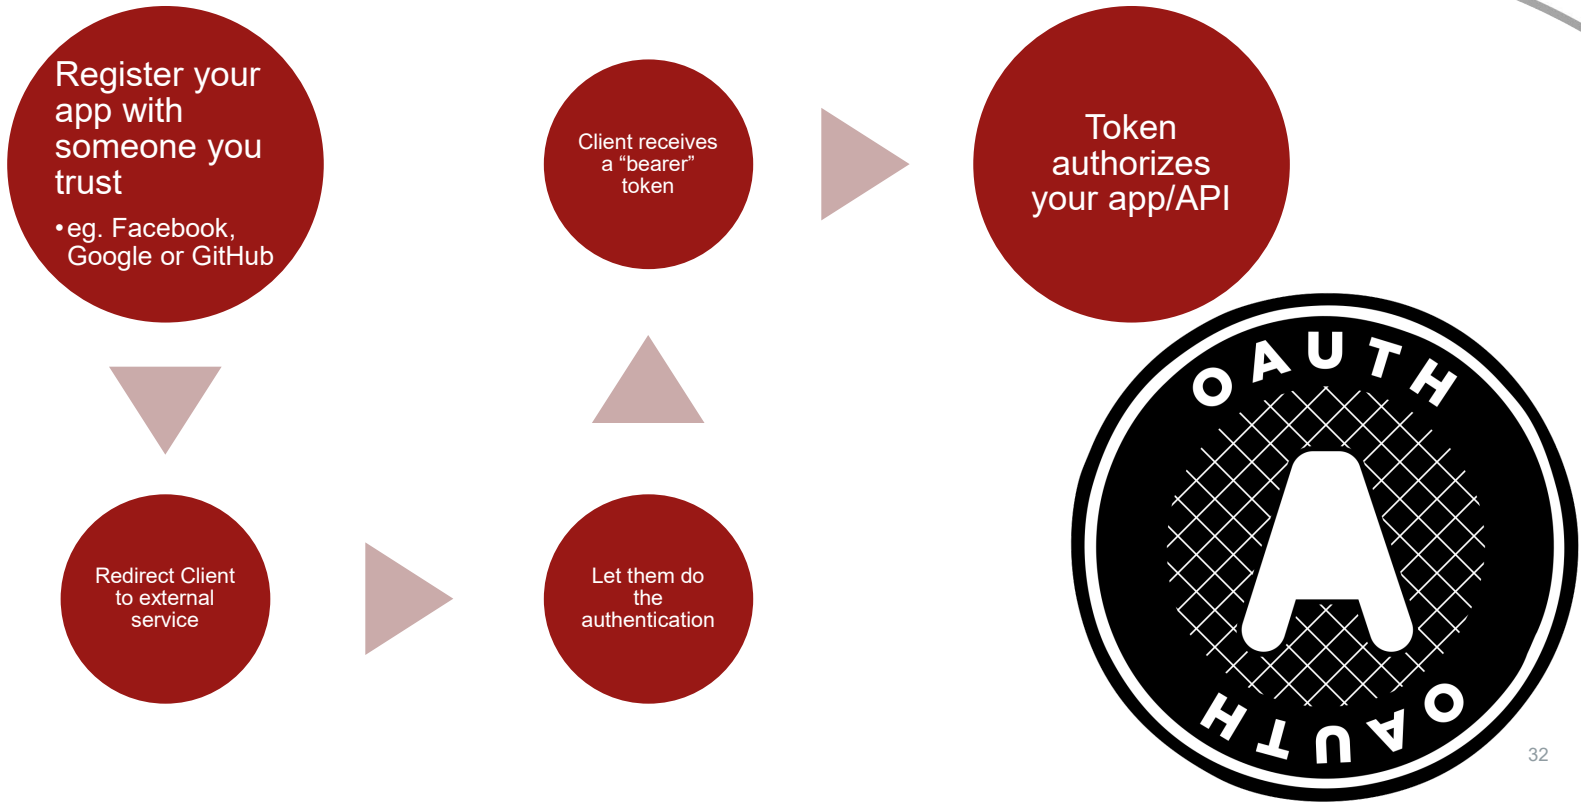 Register your
app with
someone you
trust
•eg. Facebook,
Google or GitHub
Redirect Client
to external
service
Let them do
the
authentication
Client receives
a “bearer”
token
Token
authorizes
your app/API
OAUTH
A
OAUTH
32